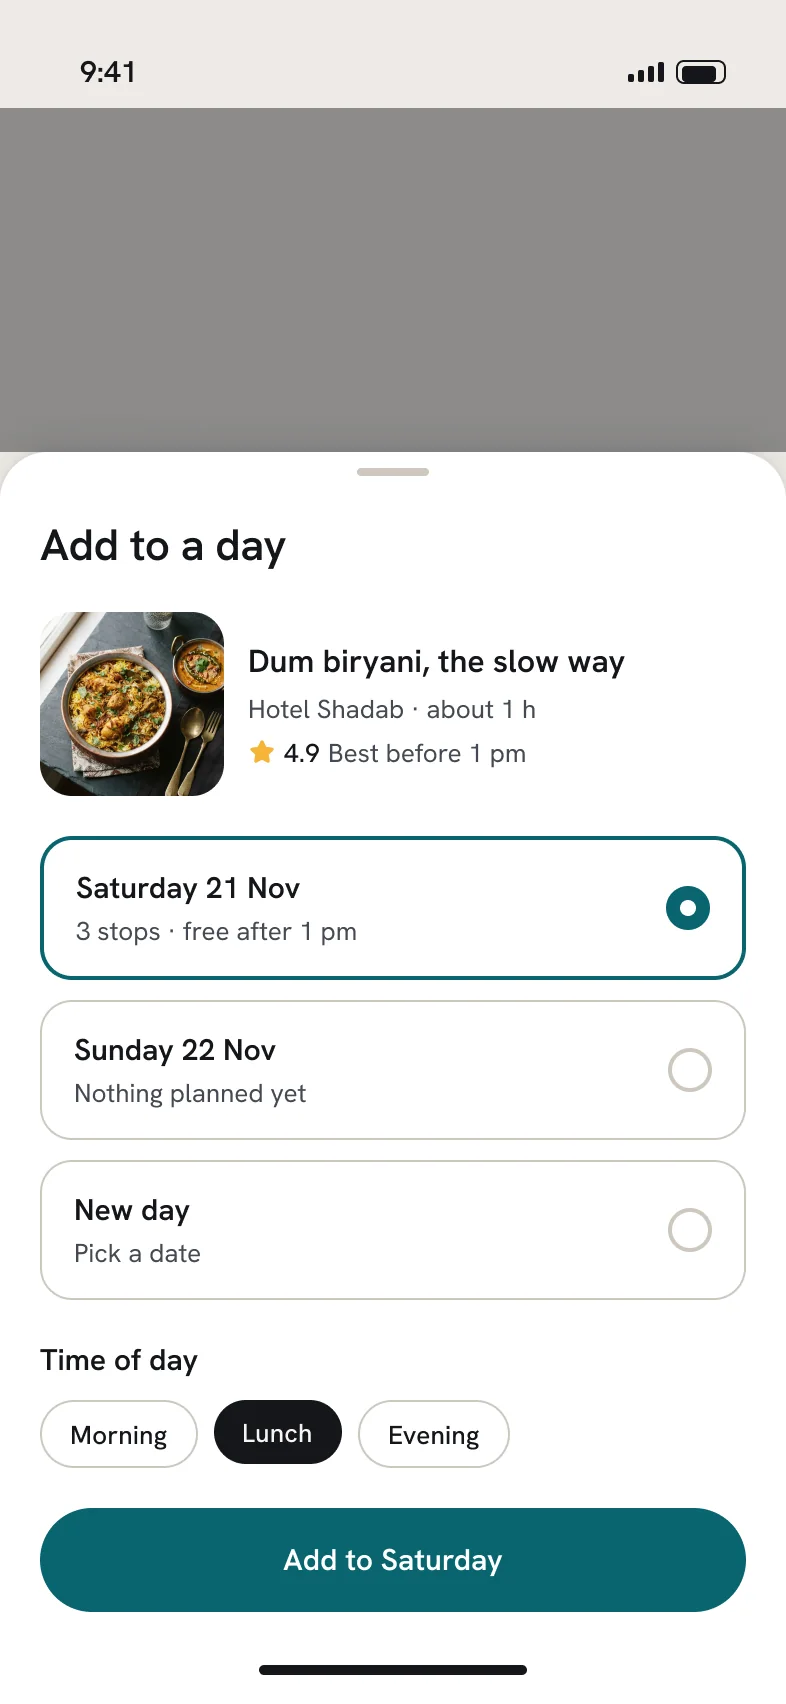 9:41
Add to a day
Dum biryani, the slow way
Hotel Shadab · about 1 h
4.9 Best before 1 pm
Saturday 21 Nov
3 stops · free after 1 pm
Sunday 22 Nov
Nothing planned yet
New day
Pick a date
Time of day
Morning
Lunch
Evening
Add to Saturday